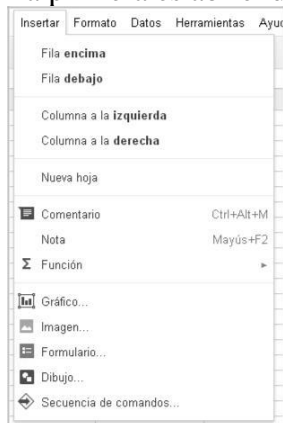 Insertar Formato Datos Herramientas
Fila encima
Fila debajo
Columna a la izquierda
Columna a la derecha
Nueva hoja
Comentario Ctrl+Alt+M
Nota Mayús+F2
Σ Función ►
Gráfico...
Imagen...
Formulario...
Dibujo...
Secuencia de comandos...